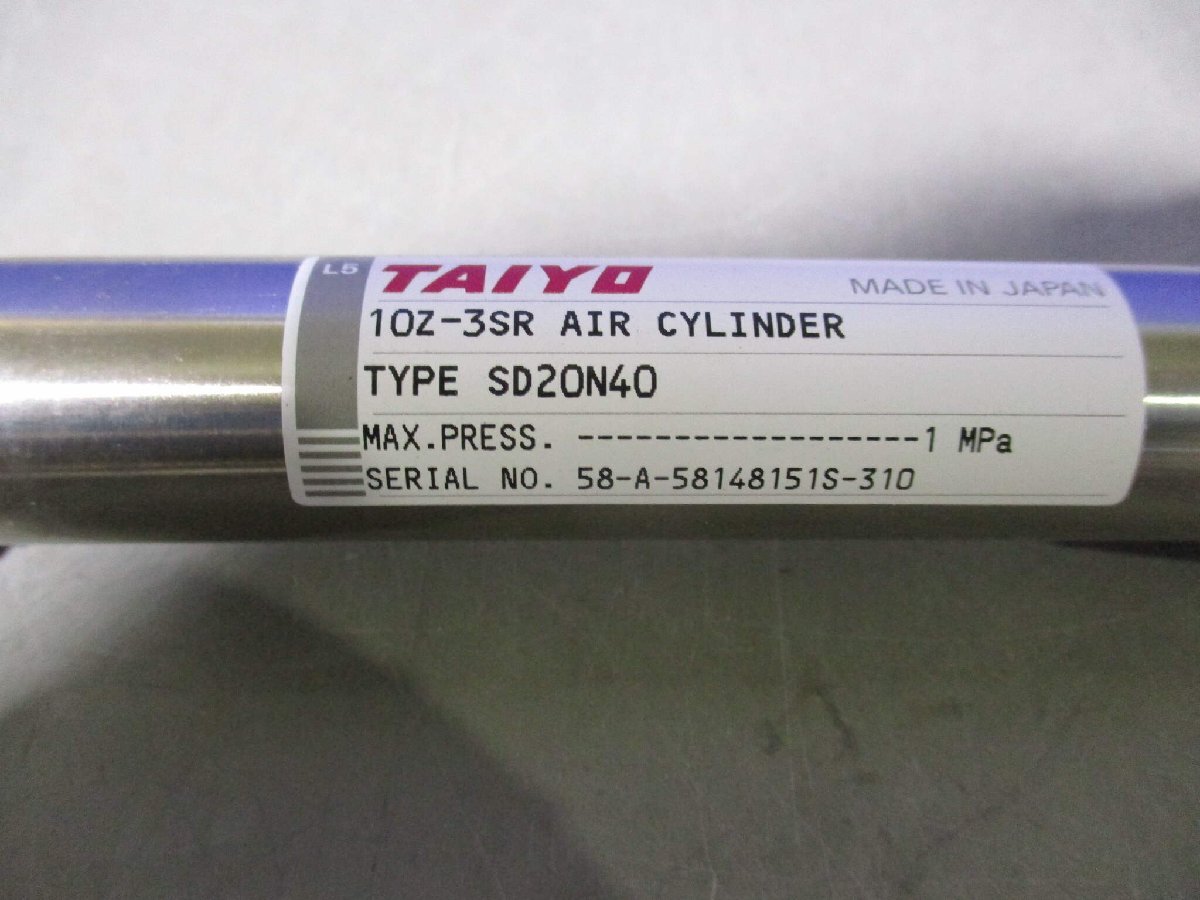 L5
TAIYO
MADE IN JAPAN
10Z-3SR AIR CYLINDER
TYPE SD20N40
MAX.PRESS. ------------------1 MPa
SERIAL NO. 58-A-58148151S-310